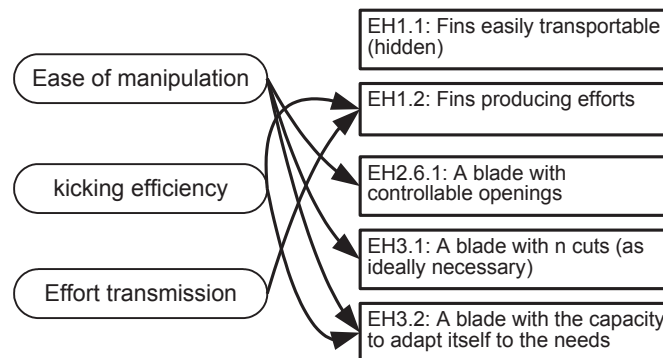 Ease of manipulation
kicking efficiency
Effort transmission
EH1.1: Fins easily transportable
(hidden)
EH1.2: Fins producing efforts
EH2.6.1: A blade with
controllable openings
EH3.1: A blade with n cuts (as
ideally necessary)
EH3.2: A blade with the capacity
to adapt itself to the needs